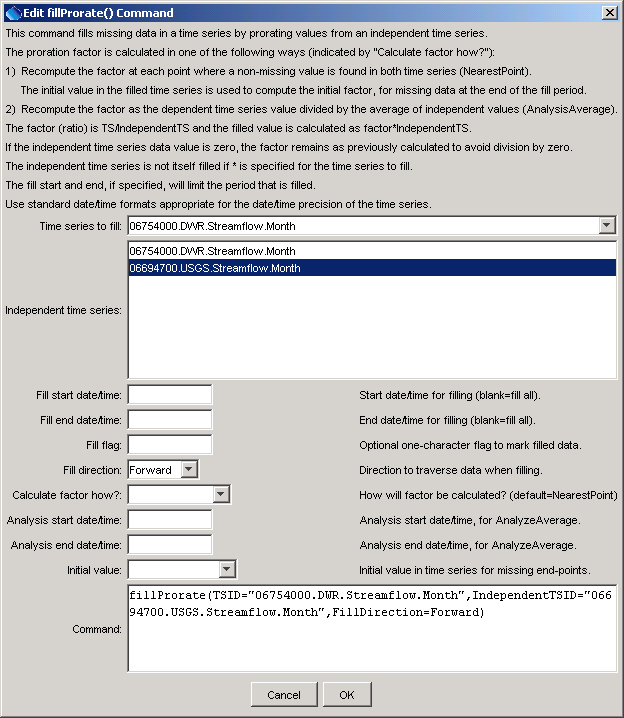 Edit fillProrate() Command
This command fills missing data in a time series by prorating values from an independent time series.
The proration factor is calculated in one of the following ways (indicated by "Calculate factor how?"):
1)  Recompute the factor at each point where a non-missing value is found in both time series (NearestPoint).
The initial value in the filled time series is used to compute the initial factor, for missing data at the end of the fill period.
2)  Recompute the factor as the dependent time series value divided by the average of independent values (AnalysisAverage).
The factor (ratio) is TS/IndependentTS and the filled value is calculated as factor*IndependentTS.
If the independent time series data value is zero, the factor remains as previously calculated to avoid division by zero.
The independent time series is not itself filled if * is specified for the time series to fill.
The fill start and end, if specified, will limit the period that is filled.
Use standard date/time formats appropriate for the date/time precision of the time series.
Time series to fill: 06754000.DWR.Streamflow.Month
06754000.DWR.Streamflow.Month
06694700.USGS.Streamflow.Month
Independent time series:
Fill start date/time: Start date/time for filling (blank=fill all).
Fill end date/time: End date/time for filling (blank=fill all).
Fill flag: Optional one-character flag to mark filled data.
Fill direction: Forward Direction to traverse data when filling.
Calculate factor how?: How will factor be calculated? (default=NearestPoint)
Analysis start date/time: Analysis start date/time, for AnalyzeAverage.
Analysis end date/time: Analysis end date/time, for AnalyzeAverage.
Initial value: Initial value in time series for missing end-points.
fillProrate(TSID="06754000.DWR.Streamflow.Month",IndependentTSID="066
94700.USGS.Streamflow.Month",FillDirection=Forward)
Command:
Cancel OK